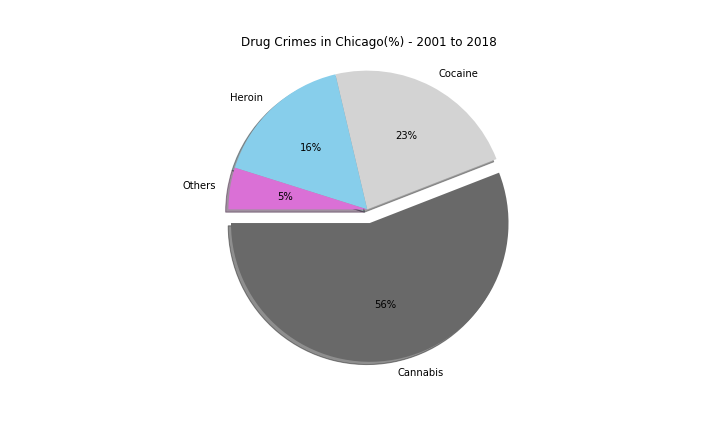 Drug Crimes in Chicago(%) - 2001 to 2018
Cocaine
Heroin
23%
16%
Others
5%
56%
Cannabis